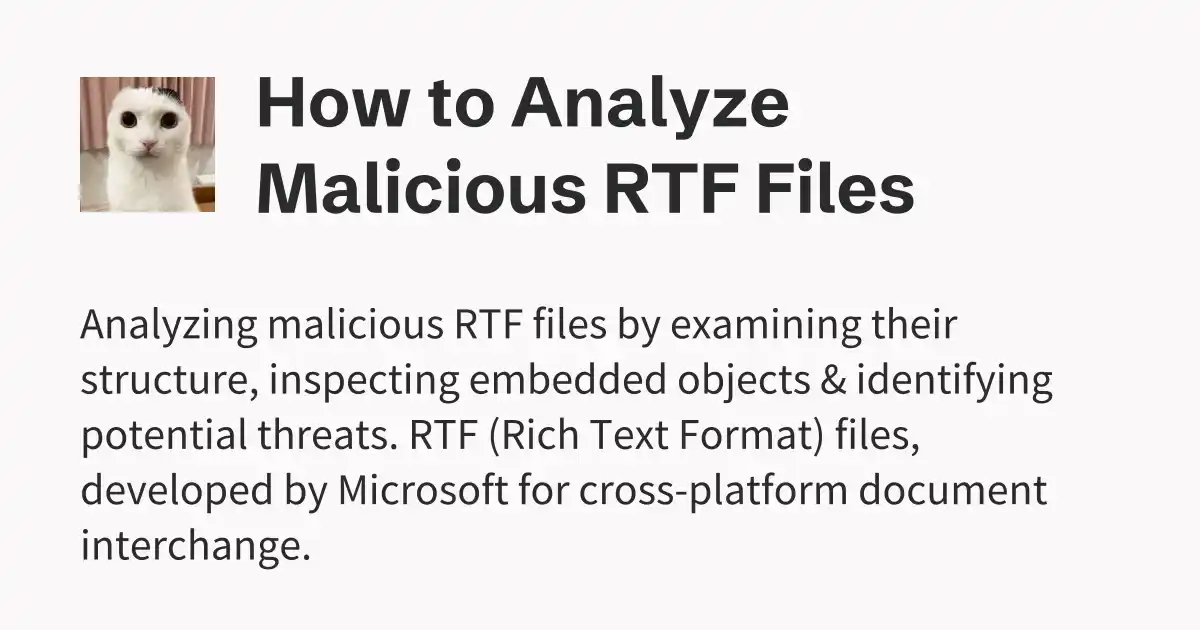 How to Analyze
Malicious RTF Files
Analyzing malicious RTF files by examining their
structure, inspecting embedded objects & identifying
potential threats. RTF (Rich Text Format) files,
developed by Microsoft for cross-platform document
interchange.